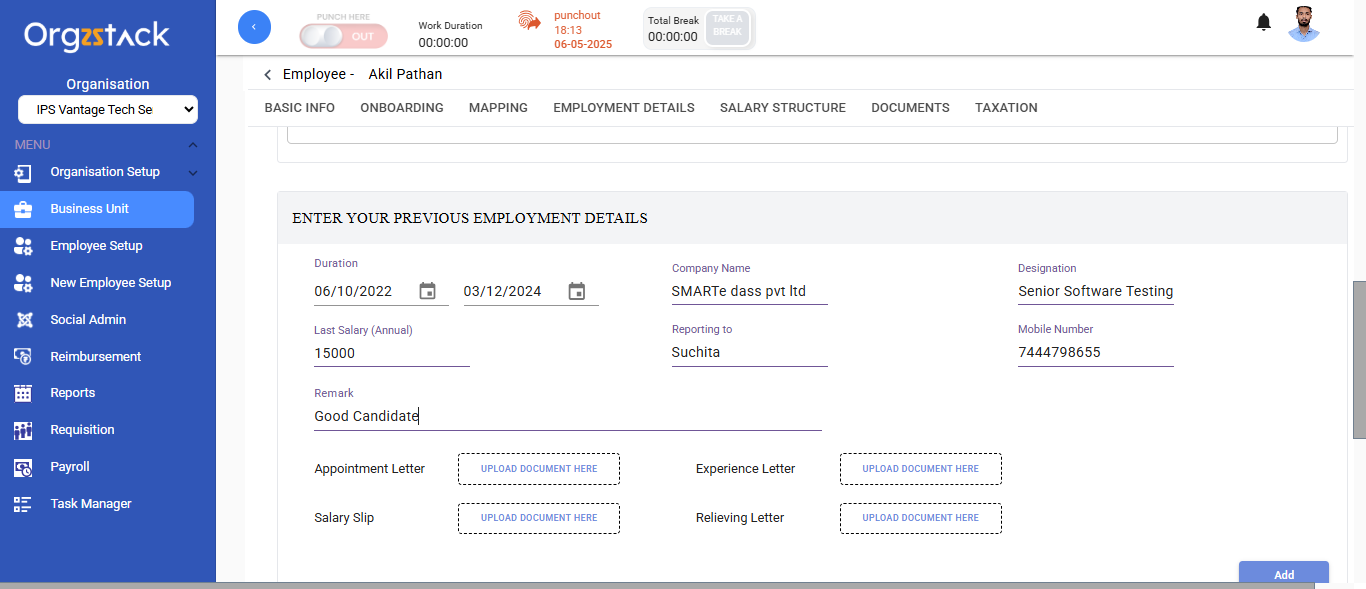 Orgzstack
Organisation
IPS Vantage Tech Se
MENU
Organisation Setup
Business Unit
Employee Setup
New Employee Setup
Social Admin
Reimbursement
Reports
Requisition
Payroll
Task Manager
PUNCH HERE
OUT
Work Duration
00:00:00
punchout
18:13
06-05-2025
Total Break
00:00:00
TAKE A
BREAK
Employee - Akil Pathan
BASIC INFO ONBOARDING MAPPING EMPLOYMENT DETAILS SALARY STRUCTURE DOCUMENTS TAXATION
ENTER YOUR PREVIOUS EMPLOYMENT DETAILS
Duration Company Name Designation
06/10/2022 03/12/2024 SMARTe dass pvt ltd Senior Software Testing
Last Salary (Annual) Reporting to Mobile Number
15000 Suchita 7444798655
Remark
Good Candidate
Appointment Letter UPLOAD DOCUMENT HERE Experience Letter UPLOAD DOCUMENT HERE
Salary Slip UPLOAD DOCUMENT HERE Relieving Letter UPLOAD DOCUMENT HERE
Add